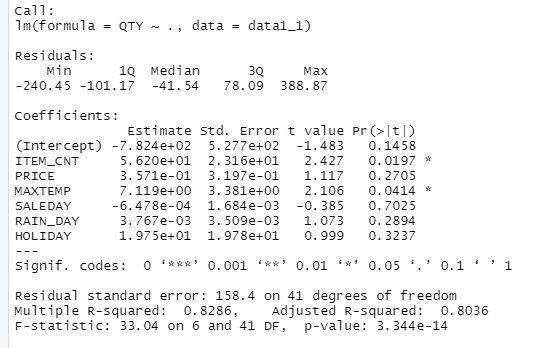 Call:
lm(formula = QTY ~ ., data = data1_1)
Residuals:
Min 1Q Median 3Q Max
-240.45 -101.17 -41.54 78.09 388.87
Coefficients:
Estimate Std. Error t value Pr(>|t|)
(Intercept) -7.824e+02 5.277e+02 -1.483 0.1458
ITEM_CNT 5.620e+01 2.316e+01 2.427 0.0197 *
PRICE 3.571e-01 3.197e-01 1.117 0.2705
MAXTEMP 7.119e+00 3.381e+00 2.106 0.0414 *
SALEDAY -6.478e-04 1.684e-03 -0.385 0.7025
RAIN_DAY 3.767e-03 3.509e-03 1.073 0.2894
HOLIDAY 1.975e+01 1.978e+01 0.999 0.3237
---
Signif. codes: 0 ‘***’ 0.001 ‘**’ 0.01 ‘*’ 0.05 ‘.’ 0.1 ‘ ’ 1
Residual standard error: 158.4 on 41 degrees of freedom
Multiple R-squared: 0.8286, Adjusted R-squared: 0.8036
F-statistic: 33.04 on 6 and 41 DF, p-value: 3.344e-14